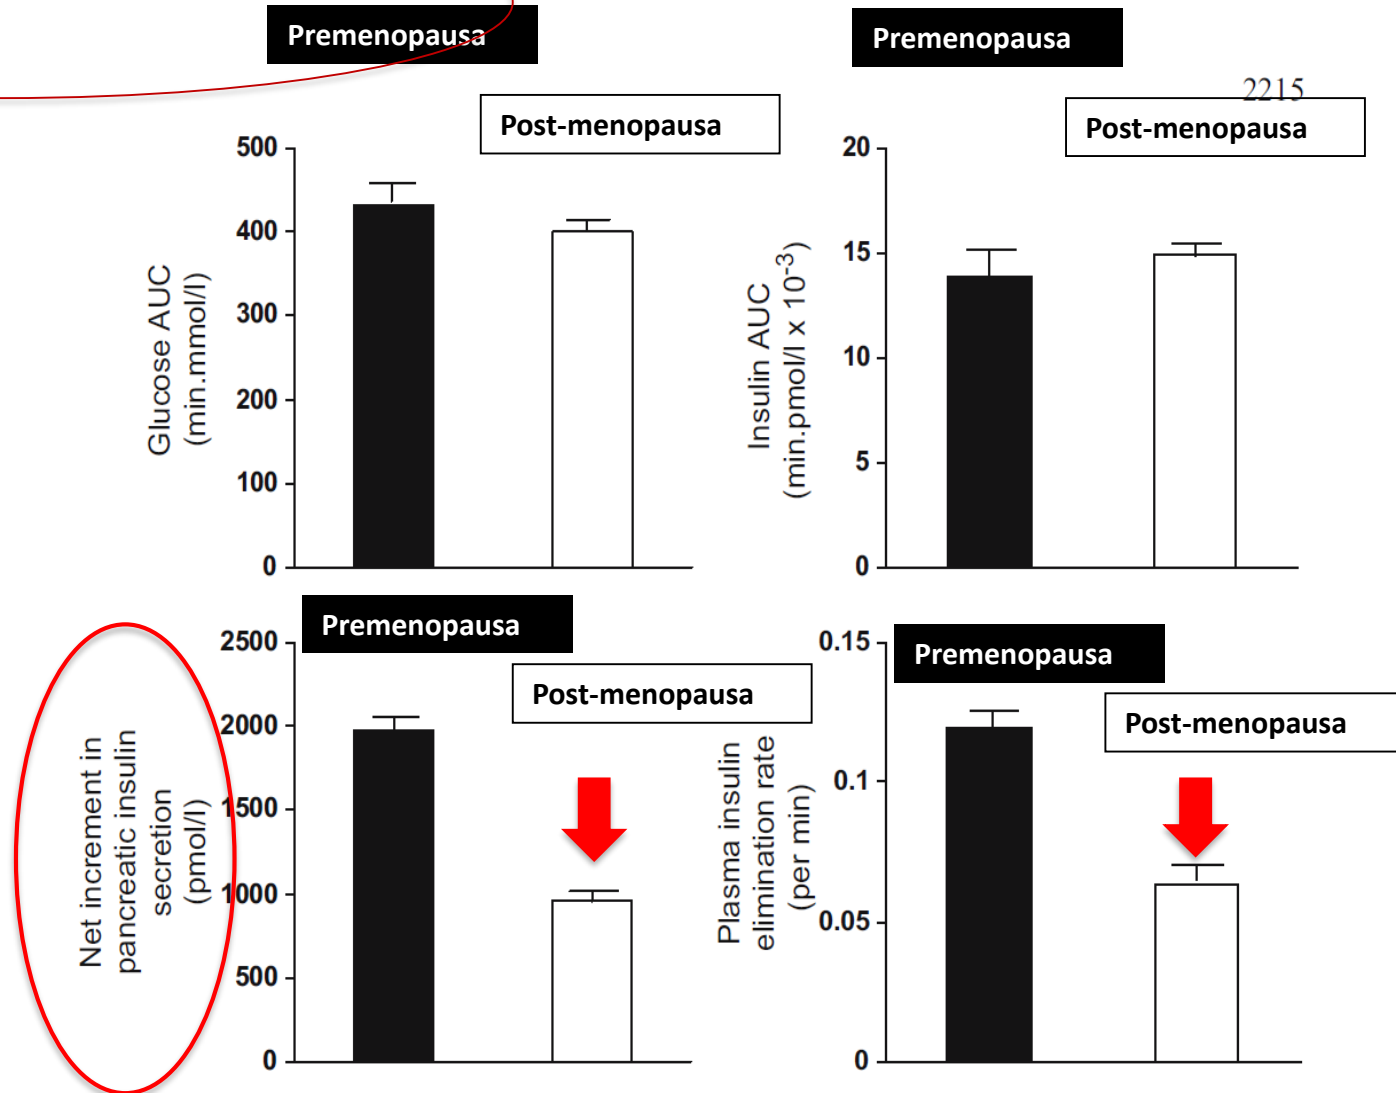 Premenopausa
Premenopausa
2215
Post-menopausa
Post-menopausa
500
400
300
200
100
0
Glucose AUC
(min.mmol/l)
20
15
10
5
0
Insulin AUC
(min.pmol/l x 10⁻³)
Premenopausa
Post-menopausa
2500
2000
1500
1000
500
0
Net increment in
pancreatic insulin
secretion
(pmol/l)
Premenopausa
Post-menopausa
0.15
0.1
0.05
0
Plasma insulin
elimination rate
(per min)